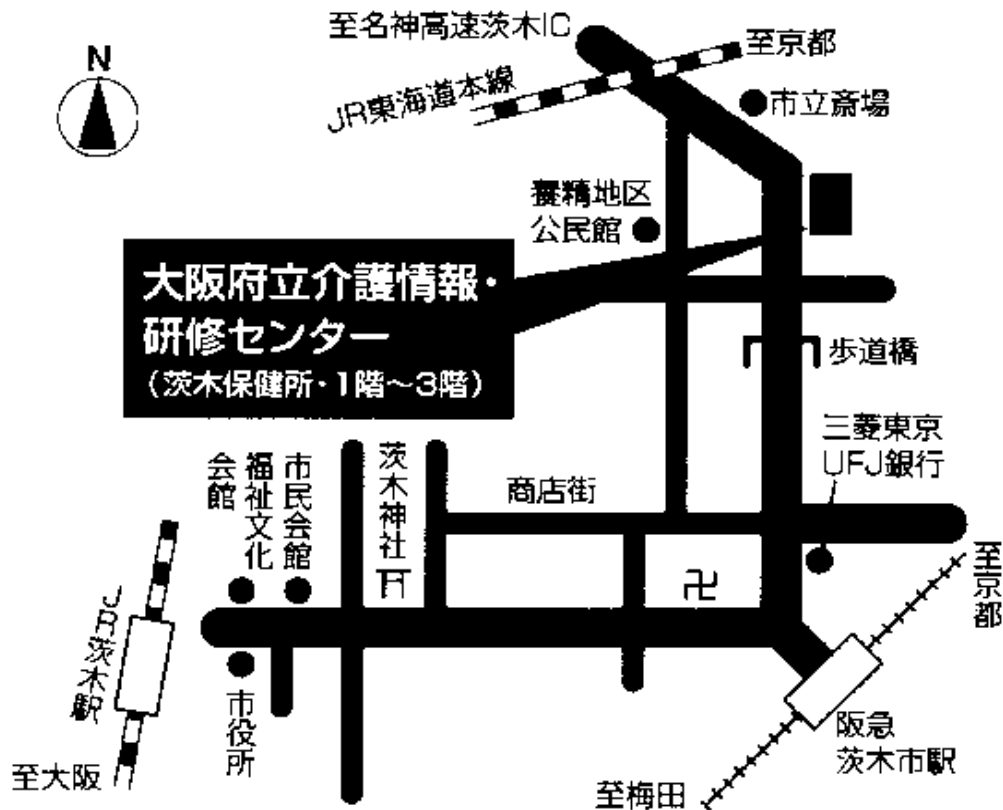 至名神高速茨木IC
至京都
JR東海道本線
N
市立斎場
養精地区
公民館
大阪府立介護情報・
研修センター
(茨木保健所・1階〜3階)
歩道橋
三菱東京
UFJ銀行
商店街
茨木神社
市民会館
福祉文化
会館
至京都
JR茨木駅
市役所
阪急
茨木市駅
至大阪
至梅田